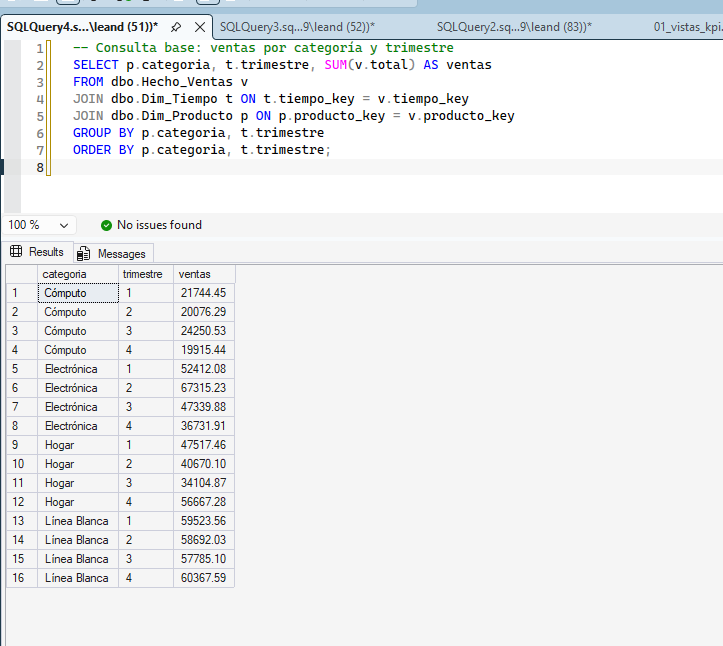 SQLQuery4.s...\leand (51))* SQLQuery3.sq...9\leand (52))* SQLQuery2.sq...9\leand (83))* 01_vistas_kpi.
1 -- Consulta base: ventas por categoría y trimestre
2 SELECT p.categoria, t.trimestre, SUM(v.total) AS ventas
3 FROM dbo.Hecho_Ventas v
4 JOIN dbo.Dim_Tiempo t ON t.tiempo_key = v.tiempo_key
5 JOIN dbo.Dim_Producto p ON p.producto_key = v.producto_key
6 GROUP BY p.categoria, t.trimestre
7 ORDER BY p.categoria, t.trimestre;
8
100 % No issues found
Results Messages
categoria trimestre ventas
1 Cómputo 1 21744.45
2 Cómputo 2 20076.29
3 Cómputo 3 24250.53
4 Cómputo 4 19915.44
5 Electrónica 1 52412.08
6 Electrónica 2 67315.23
7 Electrónica 3 47339.88
8 Electrónica 4 36731.91
9 Hogar 1 47517.46
10 Hogar 2 40670.10
11 Hogar 3 34104.87
12 Hogar 4 56667.28
13 Línea Blanca 1 59523.56
14 Línea Blanca 2 58692.03
15 Línea Blanca 3 57785.10
16 Línea Blanca 4 60367.59